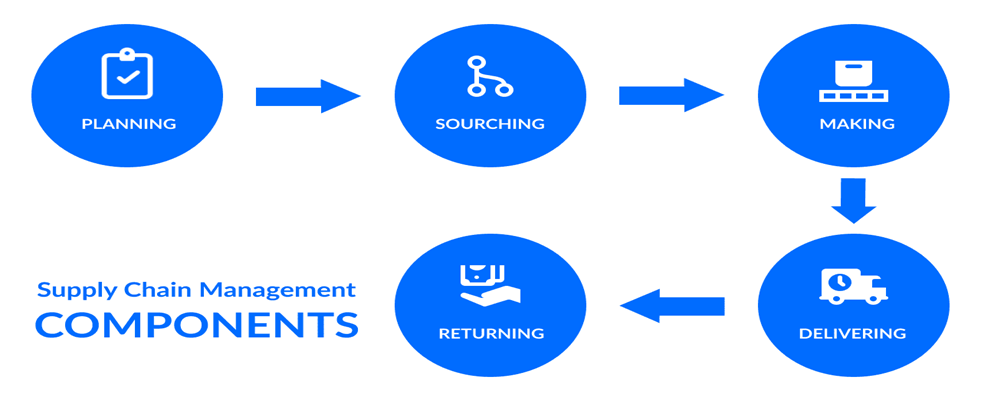 PLANNING
SOURCHING
MAKING
Supply Chain Management
COMPONENTS
RETURNING
DELIVERING